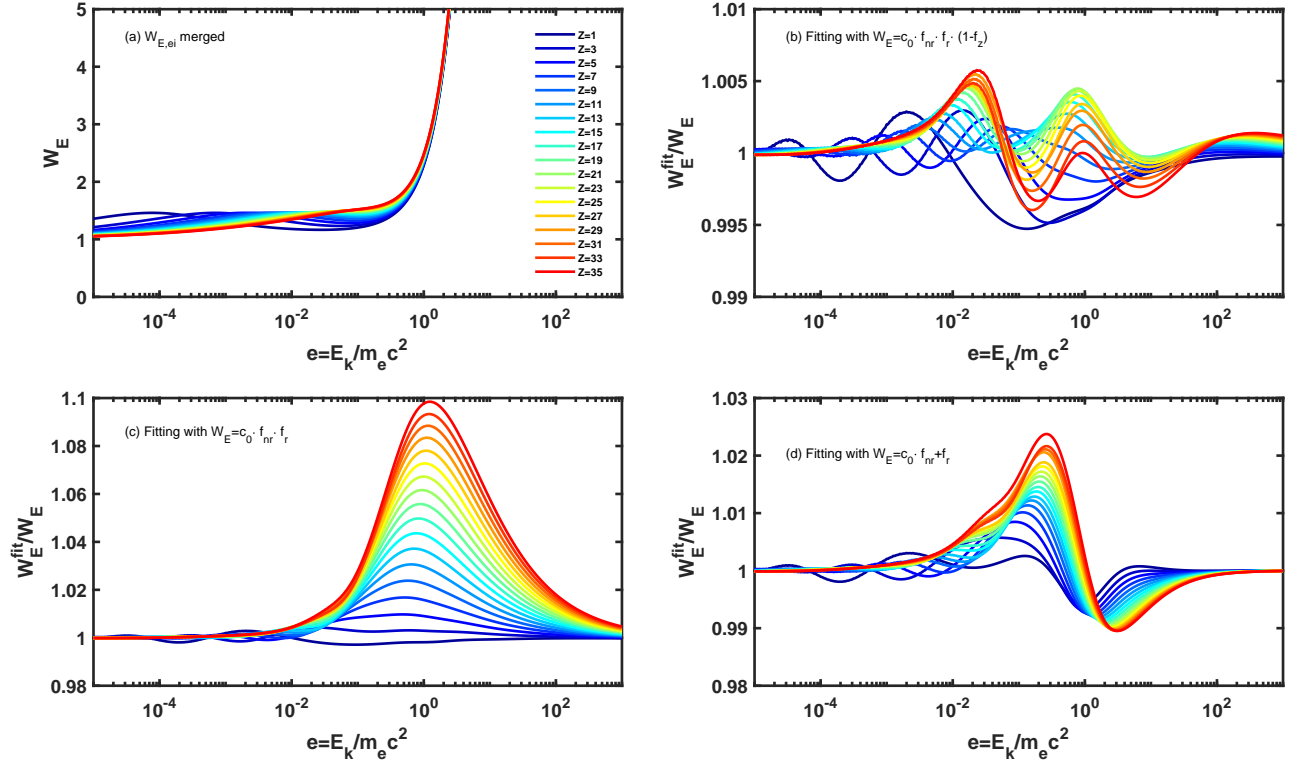 (a) W_E,ei merged
5
4
3
2
1
0
W_E
10^-4
10^-2
10^0
10^2
e=E_k/m_ec^2
Z=1
Z=3
Z=5
Z=7
Z=9
Z=11
Z=13
Z=15
Z=17
Z=19
Z=21
Z=23
Z=25
Z=27
Z=29
Z=31
Z=33
Z=35
(b) Fitting with W_E=c_0· f_nr· f_r· (1-f_z)
1.01
1.005
1
0.995
0.99
W_E^fit/W_E
10^-4
10^-2
10^0
10^2
e=E_k/m_ec^2
(c) Fitting with W_E=c_0· f_nr· f_r
1.1
1.08
1.06
1.04
1.02
1
0.98
W_E^fit/W_E
10^-4
10^-2
10^0
10^2
e=E_k/m_ec^2
(d) Fitting with W_E=c_0· f_nr+f_r
1.03
1.02
1.01
1
0.99
0.98
W_E^fit/W_E
10^-4
10^-2
10^0
10^2
e=E_k/m_ec^2